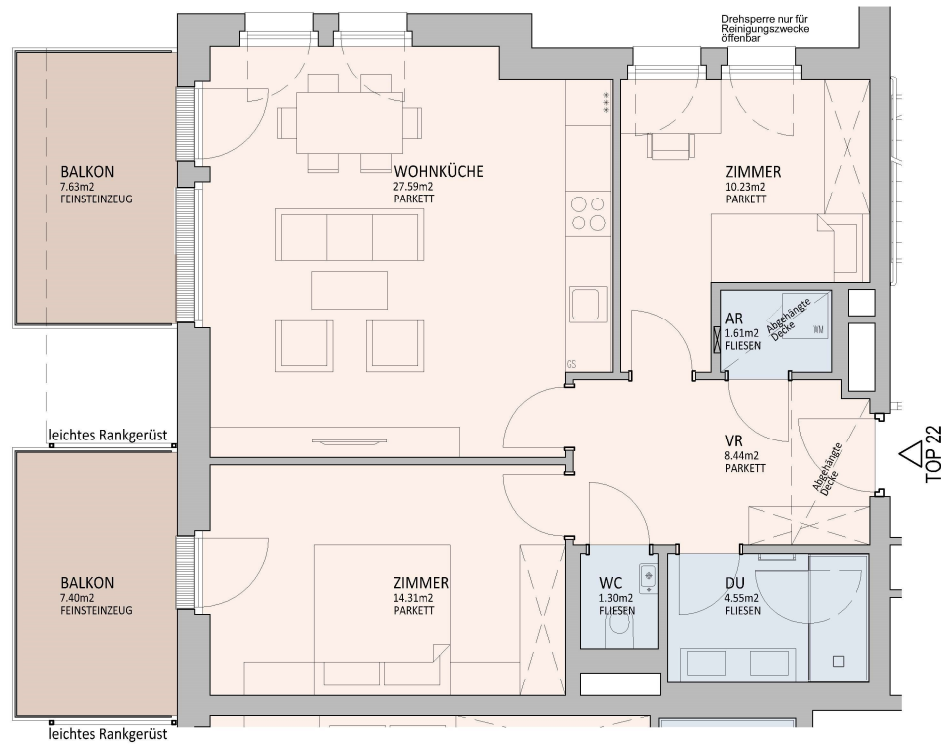 Drehsperre nur für
Reinigungszwecke
öffenbar
BALKON
7.63m2
FEINSTEINZEUG
WOHNKÜCHE
27.59m2
PARKETT
ZIMMER
10.23m2
PARKETT
AR
1.61m2
FLIESEN
Abgehängte
Decke
WM
GS
leichtes Rankgerüst
VR
8.44m2
PARKETT
Abgehängte
Decke
TOP 22
BALKON
7.40m2
FEINSTEINZEUG
ZIMMER
14.31m2
PARKETT
WC
1.30m2
FLIESEN
DU
4.55m2
FLIESEN
leichtes Rankgerüst